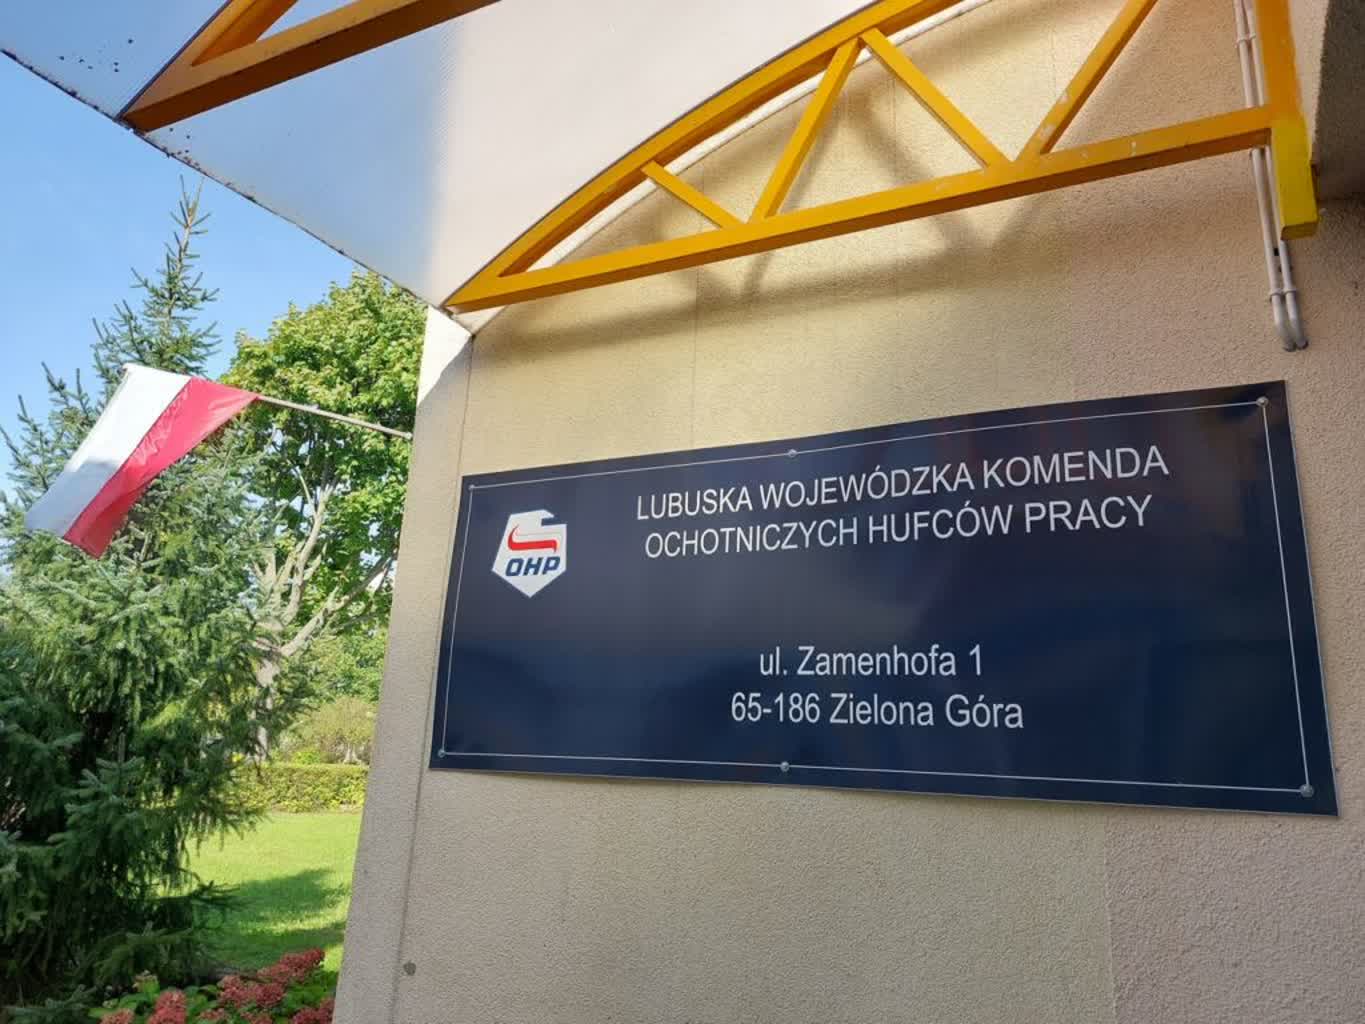 LUBUSKA WOJEWÓDZKA KOMENDA
OCHOTNICZYCH HUFCÓW PRACY
OHP
ul. Zamenhofa 1
65-186 Zielona Góra